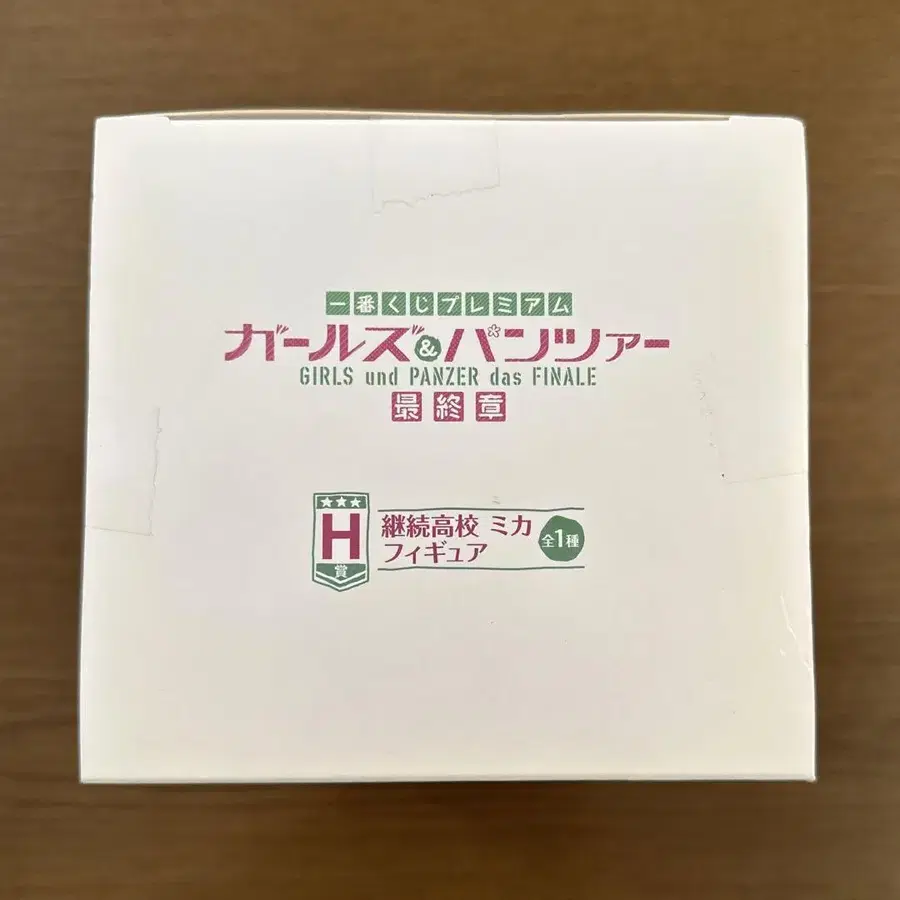 一番くじプレミアム
ガールズ&パンツァー
GIRLS und PANZER das FINALE
最終章
H賞
継続高校 ミカ
フィギュア
全1種